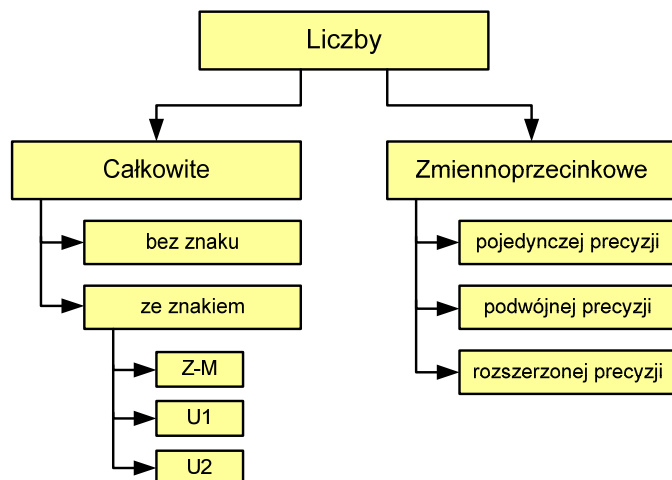 Liczby
Całkowite
bez znaku
ze znakiem
Z-M
U1
U2
Zmiennoprzecinkowe
pojedynczej precyzji
podwójnej precyzji
rozszerzonej precyzji